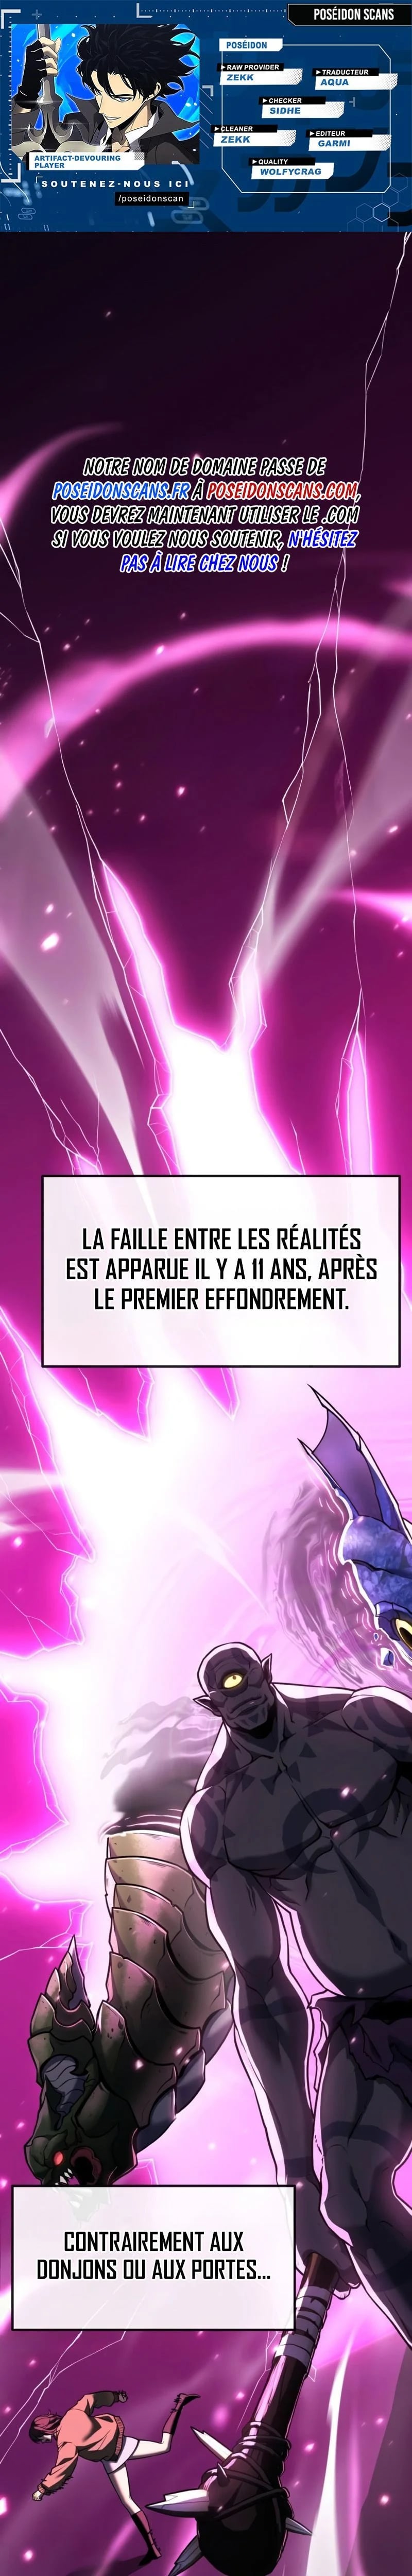 POSÉIDON SCANS
POSÉIDON
RAW PROVIDER
ZEKK
TRADUCTEUR
AQUA
CHECKER
SIDHE
CLEANER
ZEKK
EDITEUR
GARMI
QUALITY
WOLFYCRAG
ARTIFACT-DEVOURING
PLAYER
SOUTENEZ-NOUS ICI
/poseidonscan
NOTRE NOM DE DOMAINE PASSE DE
POSEIDONSCANS.FR À POSEIDONSCANS.COM,
VOUS DEVREZ MAINTENANT UTILISER LE .COM
SI VOUS VOULEZ NOUS SOUTENIR, N'HÉSITEZ
PAS À LIRE CHEZ NOUS !
LA FAILLE ENTRE LES RÉALITÉS
EST APPARUE IL Y A 11 ANS, APRÈS
LE PREMIER EFFONDREMENT.
CONTRAIREMENT AUX
DONJONS OU AUX PORTES...